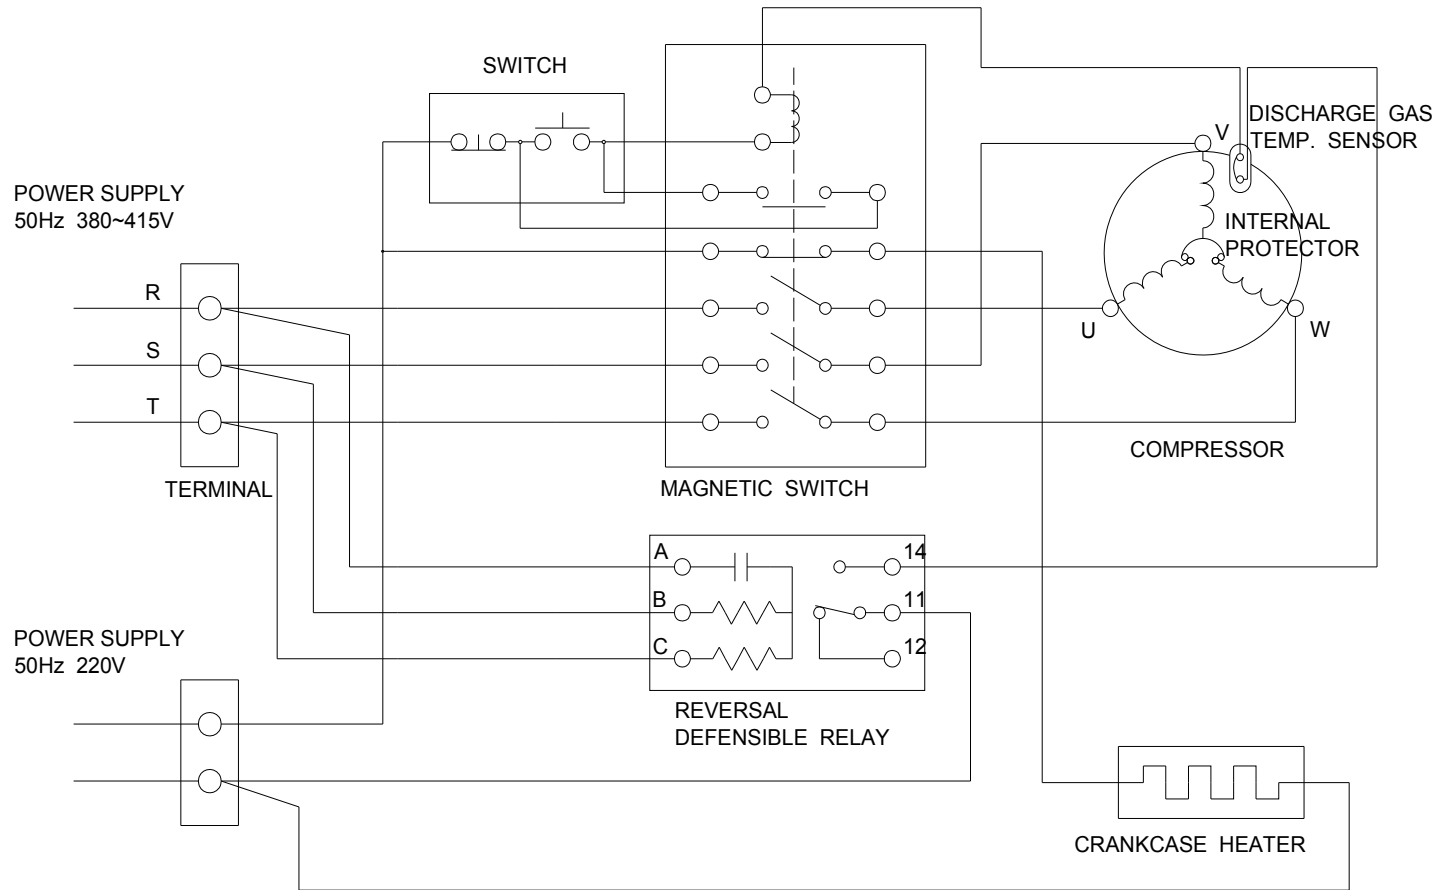 SWITCH
DISCHARGE GAS
TEMP. SENSOR
V
POWER SUPPLY
50Hz 380~415V
INTERNAL
PROTECTOR
R
U
W
S
T
COMPRESSOR
TERMINAL
MAGNETIC SWITCH
A
14
B
11
C
12
POWER SUPPLY
50Hz 220V
REVERSAL
DEFENSIBLE RELAY
CRANKCASE HEATER